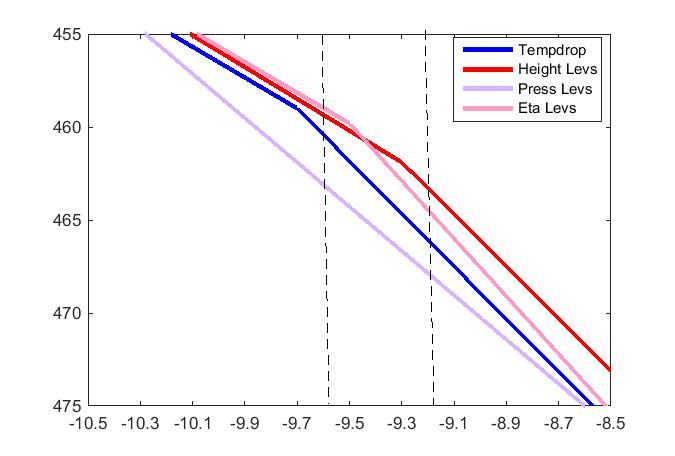 455
460
465
470
475
-10.5 -10.3 -10.1 -9.9 -9.7 -9.5 -9.3 -9.1 -8.9 -8.7 -8.5
Tempdrop
Height Levs
Press Levs
Eta Levs